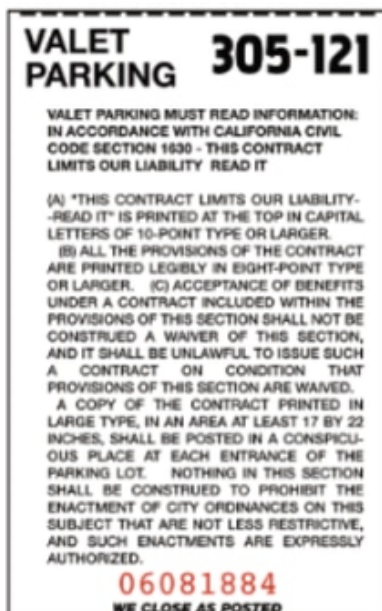 VALET
PARKING
305-121
VALET PARKING MUST READ INFORMATION:
IN ACCORDANCE WITH CALIFORNIA CIVIL
CODE SECTION 1630 - THIS CONTRACT
LIMITS OUR LIABILITY READ IT
(A) "THIS CONTRACT LIMITS OUR LIABILITY-
-READ IT" IS PRINTED AT THE TOP IN CAPITAL
LETTERS OF 10-POINT TYPE OR LARGER.
(B) ALL THE PROVISIONS OF THE CONTRACT
ARE PRINTED LEGIBLY IN EIGHT-POINT TYPE
OR LARGER. (C) ACCEPTANCE OF BENEFITS
UNDER A CONTRACT INCLUDED WITHIN THE
PROVISIONS OF THIS SECTION SHALL NOT BE
CONSTRUED A WAIVER OF THIS SECTION,
AND IT SHALL BE UNLAWFUL TO ISSUE SUCH
A CONTRACT ON CONDITION THAT
PROVISIONS OF THIS SECTION ARE WAIVED.
A COPY OF THE CONTRACT PRINTED IN
LARGE TYPE, IN AN AREA AT LEAST 17 BY 22
INCHES, SHALL BE POSTED IN A CONSPICU-
OUS PLACE AT EACH ENTRANCE OF THE
PARKING LOT. NOTHING IN THIS SECTION
SHALL BE CONSTRUED TO PROHIBIT THE
ENACTMENT OF CITY ORDINANCES ON THIS
SUBJECT THAT ARE NOT LESS RESTRICTIVE,
AND SUCH ENACTMENTS ARE EXPRESSLY
AUTHORIZED.
06081884
WE CLOSE AS POSTED